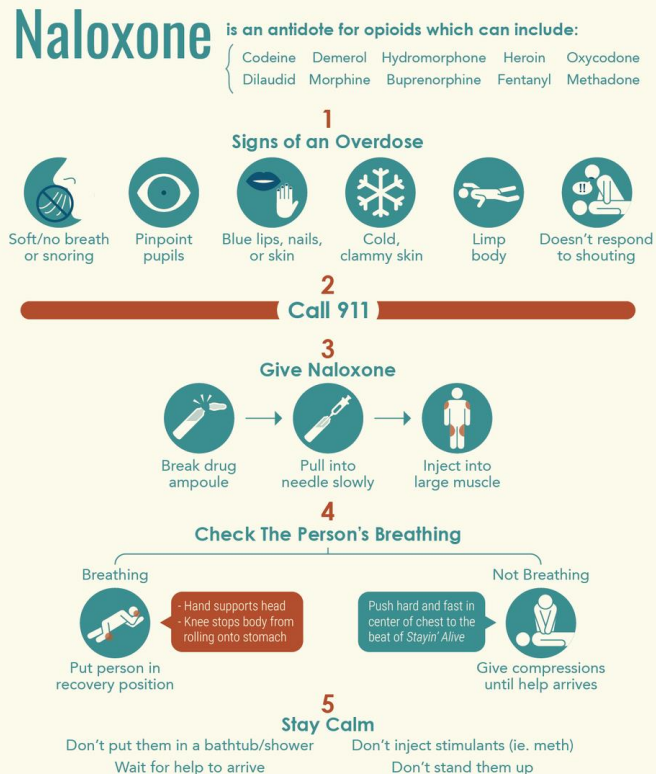 Naloxone is an antidote for opioids which can include:
Codeine Demerol Hydromorphone Heroin Oxycodone
Dilaudid Morphine Buprenorphine Fentanyl Methadone
1
Signs of an Overdose
Soft/no breath
or snoring
Pinpoint
pupils
Blue lips, nails,
or skin
Cold,
clammy skin
Limp
body
!!
Doesn't respond
to shouting
2
Call 911
3
Give Naloxone
Break drug
ampoule
Pull into
needle slowly
Inject into
large muscle
4
Check The Person's Breathing
Breathing
- Hand supports head
- Knee stops body from
rolling onto stomach
Put person in
recovery position
Not Breathing
Push hard and fast in
center of chest to the
beat of Stayin' Alive
Give compressions
until help arrives
5
Stay Calm
Don't put them in a bathtub/shower
Don't inject stimulants (ie. meth)
Wait for help to arrive
Don't stand them up